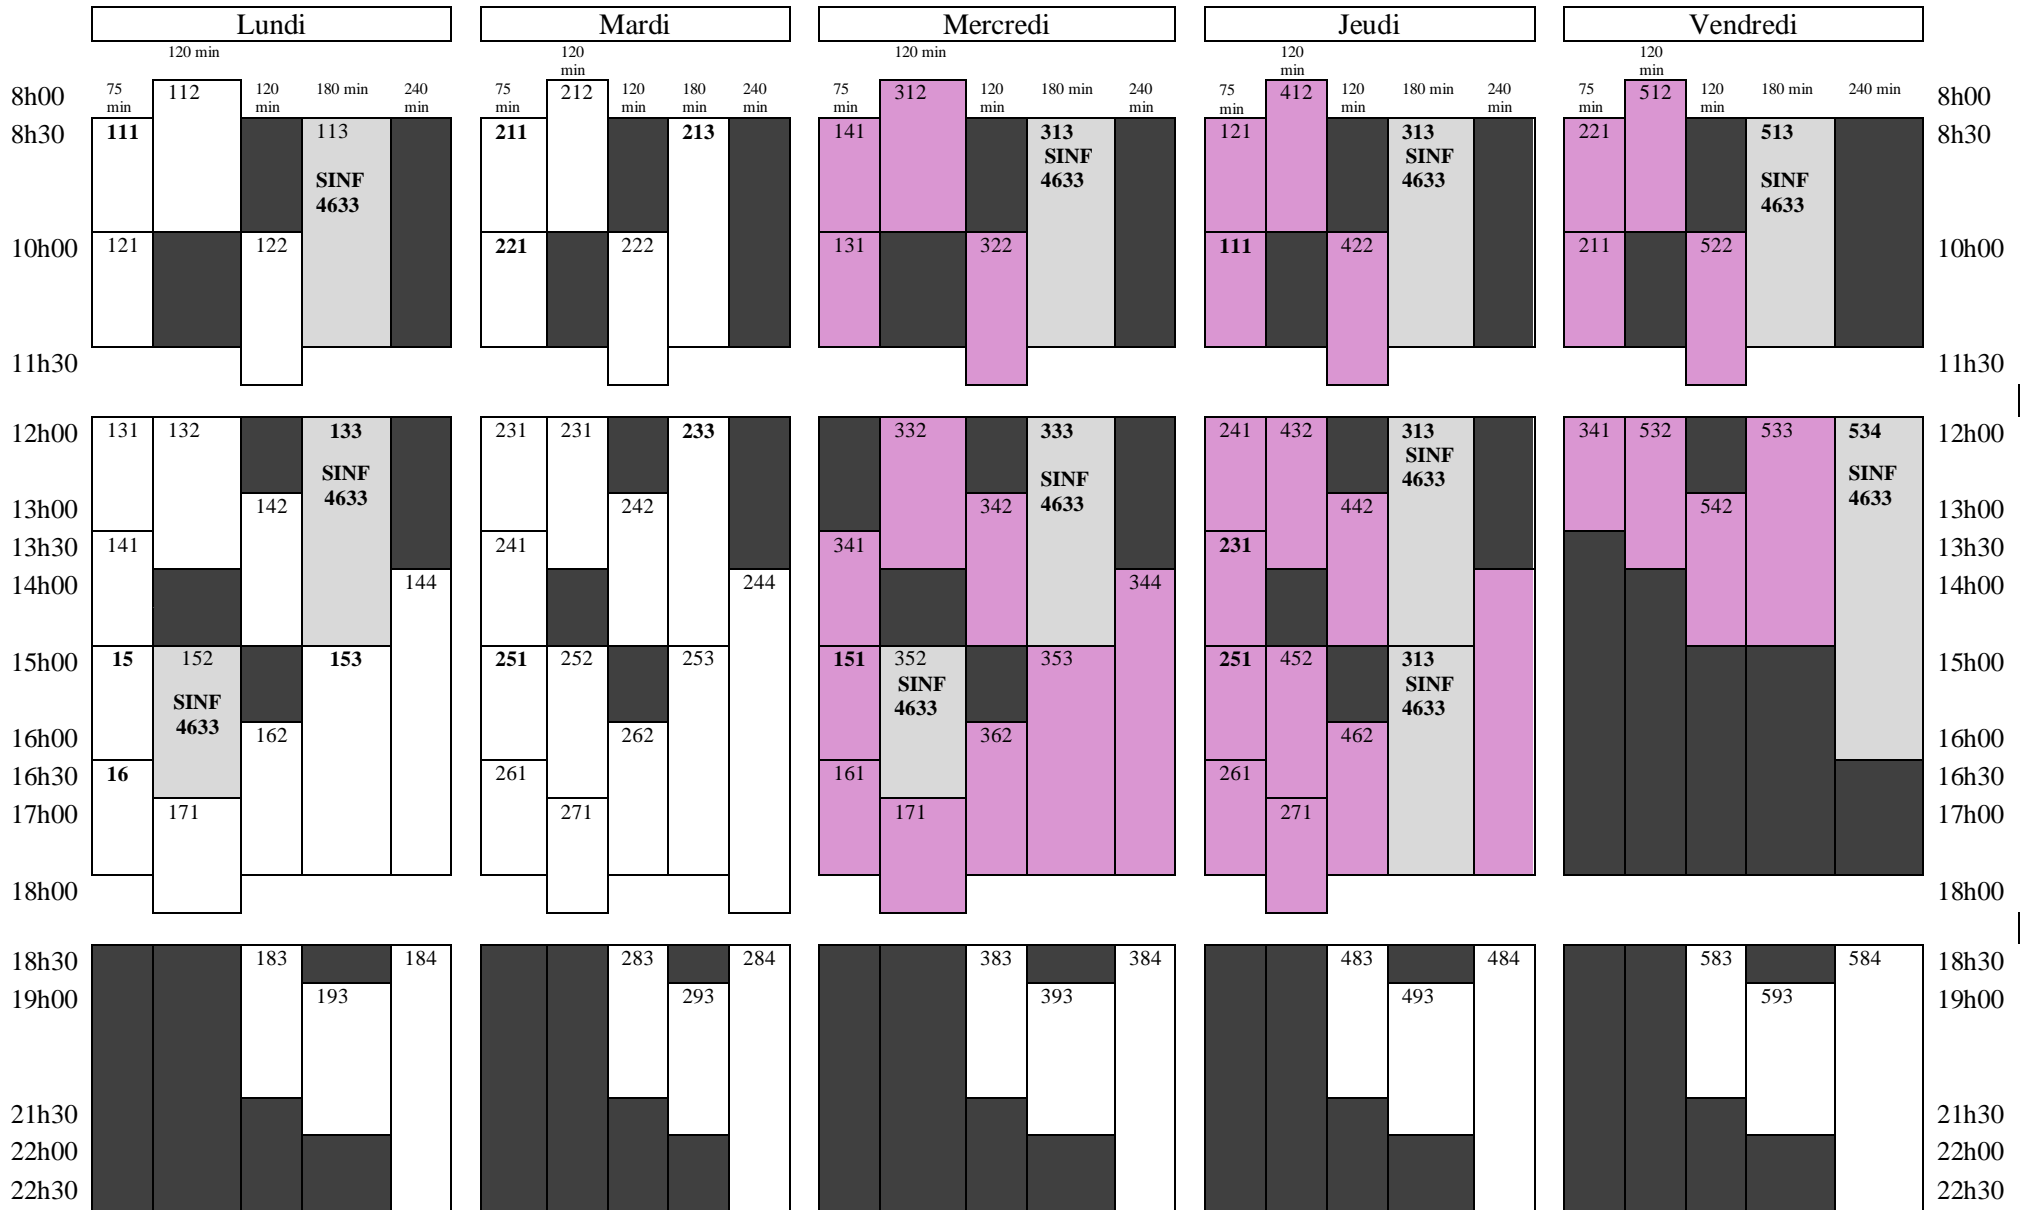 Lundi Mardi Mercredi Jeudi Vendredi
120 min 120 120 min 120 120
min min min
8h00 75 112 120 180 min 240 75 212 120 180 240 75 312 120 180 min 240 75 412 120 180 min 240 75 512 120 180 min 240 min 8h00
min min min min min min min min min min min min min min min
8h30 111 113 211 213 141 313 121 313 221 513 8h30
SINF SINF
SINF 4633 4633 SINF
4633 4633
10h00 121 122 221 222 131 322 111 422 211 522 10h00
11h30 11h30
12h00 131 132 133 231 231 233 332 333 241 432 313 341 532 533 534 12h00
SINF SINF
SINF SINF 4633 SINF
4633 4633 4633
13h00 142 242 342 442 542 13h00
13h30 141 241 341 231 13h30
14h00 144 244 344 14h00
15h00 15 152 153 251 252 253 151 352 353 251 452 313 15h00
SINF SINF SINF
4633 4633 4633
16h00 162 262 362 462 16h00
16h30 16 261 161 261 16h30
17h00 171 271 171 271 17h00
18h00 18h00
18h30 183 184 283 284 383 384 483 484 583 584 18h30
19h00 193 293 393 493 593 19h00
21h30 21h30
22h00 22h00
22h30 22h30